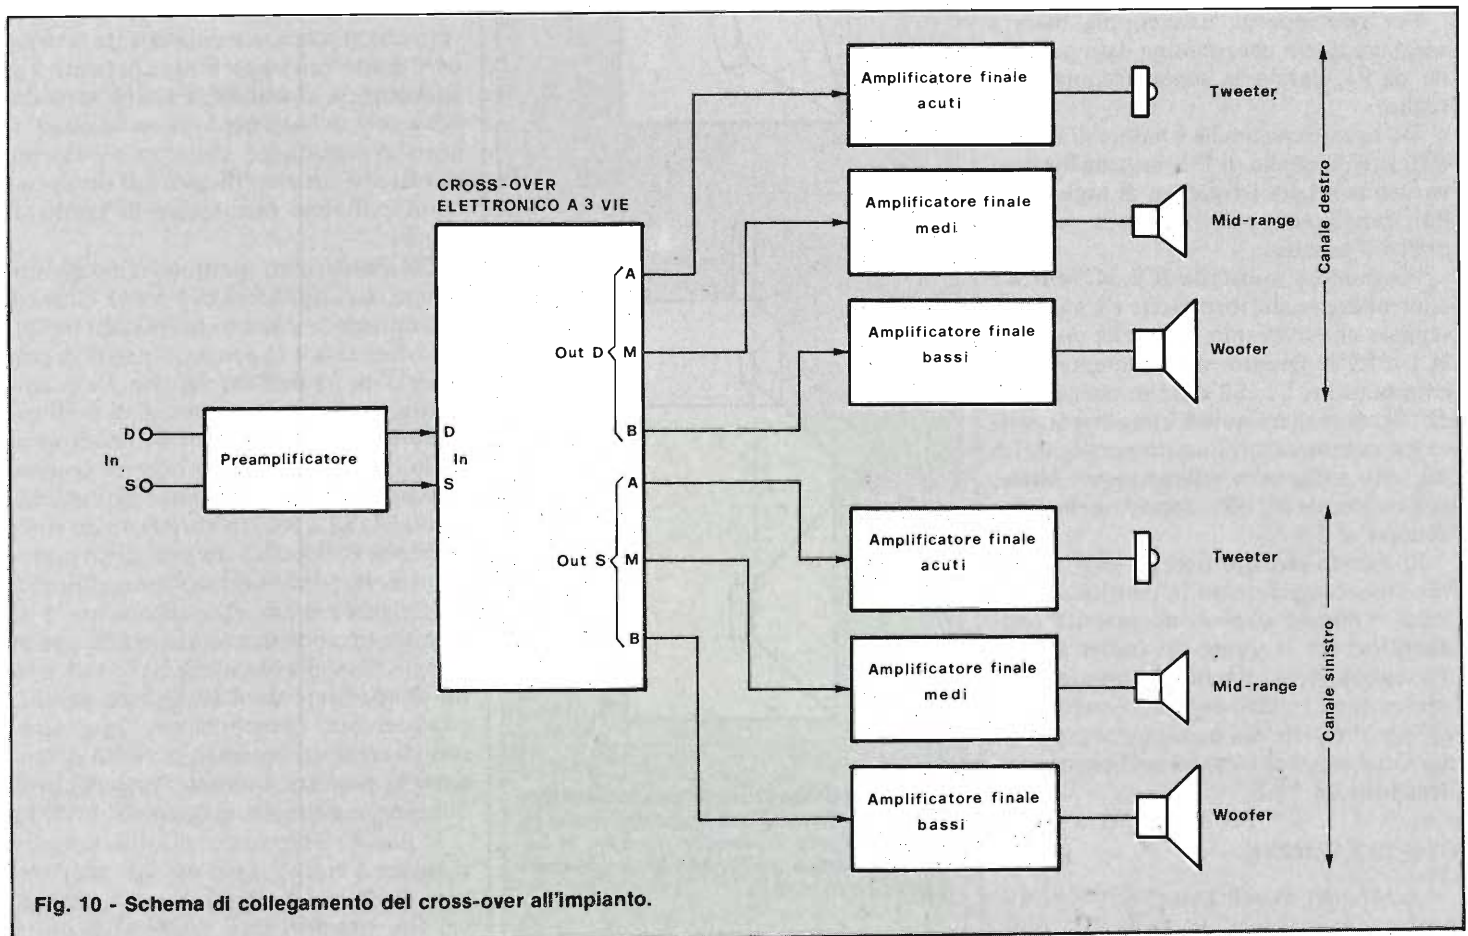 CROSS-OVER
ELETTRONICO A 3 VIE
D
In
S
Preamplificatore
D
In
S
Out D
A
M
B
Out S
A
M
B
Amplificatore finale
acuti
Tweeter
Amplificatore finale
medi
Mid-range
Amplificatore finale
bassi
Woofer
Canale destro
Amplificatore finale
acuti
Tweeter
Amplificatore finale
medi
Mid-range
Amplificatore finale
bassi
Woofer
Canale sinistro
Fig. 10 - Schema di collegamento del cross-over all'impianto.